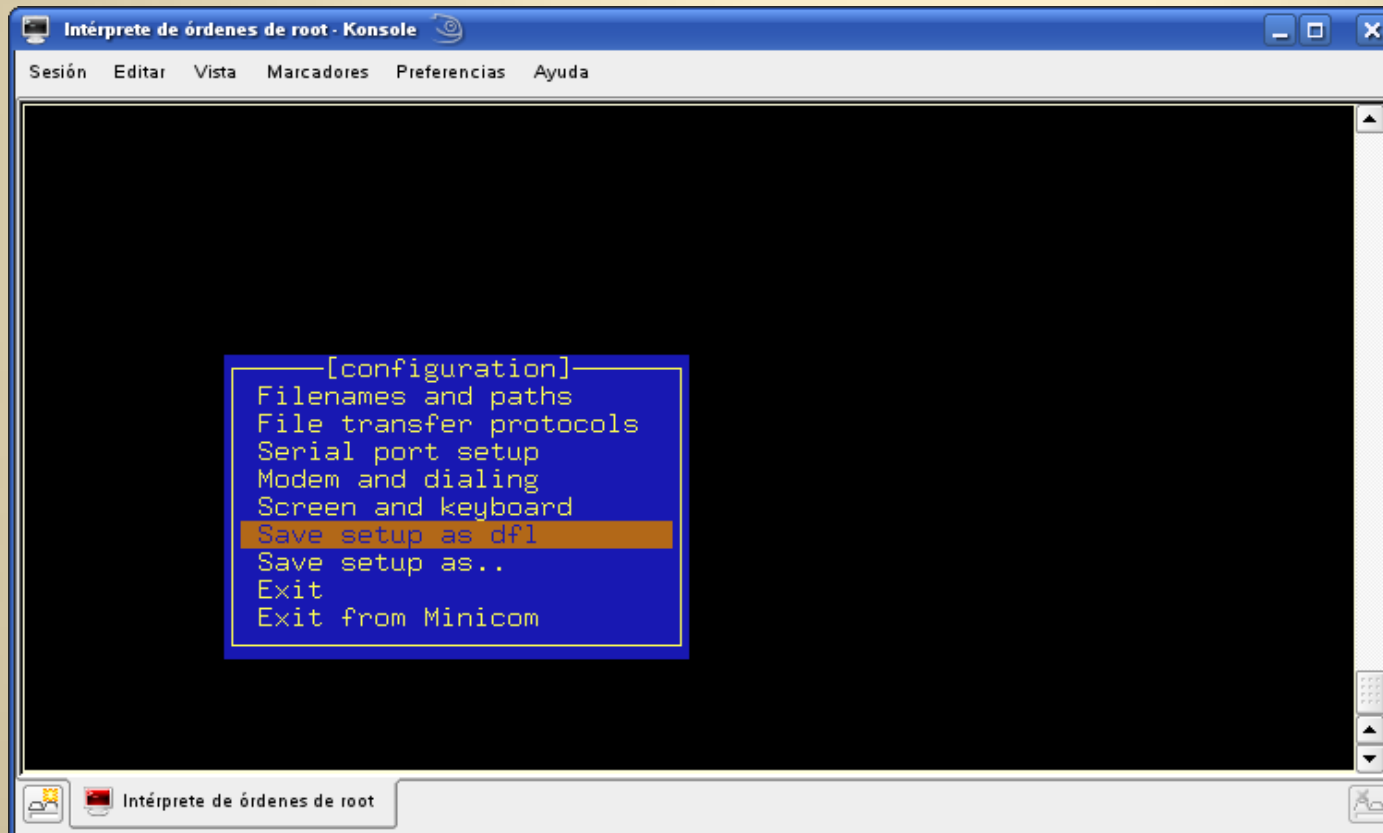 Intérprete de órdenes de root - Konsole
Sesión Editar Vista Marcadores Preferencias Ayuda
[configuration]
Filenames and paths
File transfer protocols
Serial port setup
Modem and dialing
Screen and keyboard
Save setup as dfl
Save setup as..
Exit
Exit from Minicom
Intérprete de órdenes de root